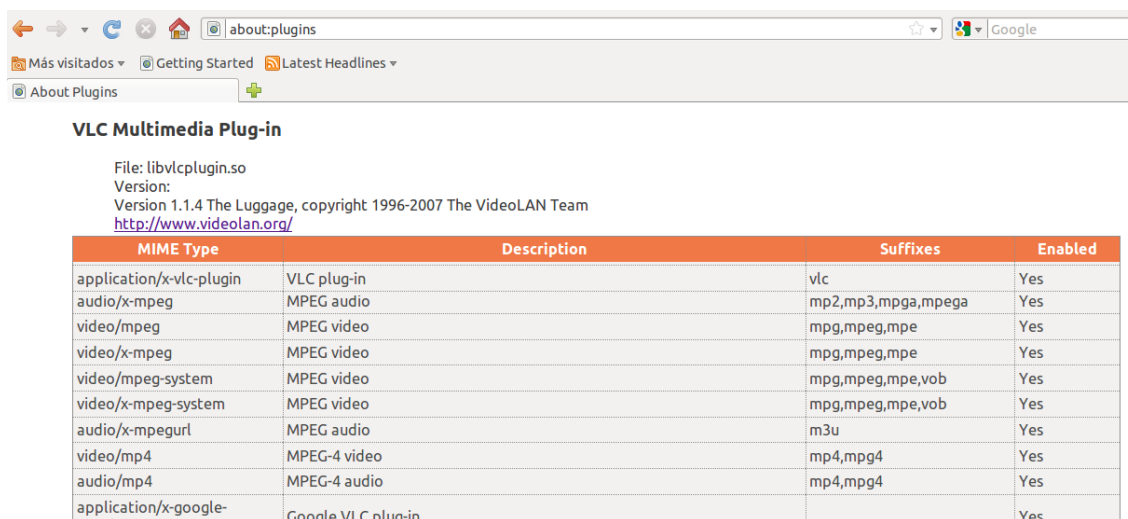 about:plugins Google
Más visitados Getting Started Latest Headlines
About Plugins
VLC Multimedia Plug-in
File: libvlcplugin.so
Version:
Version 1.1.4 The Luggage, copyright 1996-2007 The VideoLAN Team
http://www.videolan.org/
MIME Type Description Suffixes Enabled
application/x-vlc-plugin VLC plug-in vlc Yes
audio/x-mpeg MPEG audio mp2,mp3,mpga,mpega Yes
video/mpeg MPEG video mpg,mpeg,mpe Yes
video/x-mpeg MPEG video mpg,mpeg,mpe Yes
video/mpeg-system MPEG video mpg,mpeg,mpe,vob Yes
video/x-mpeg-system MPEG video mpg,mpeg,mpe,vob Yes
audio/x-mpegurl MPEG audio m3u Yes
video/mp4 MPEG-4 video mp4,mpg4 Yes
audio/mp4 MPEG-4 audio mp4,mpg4 Yes
application/x-google-
Google VLC plug-in Yes